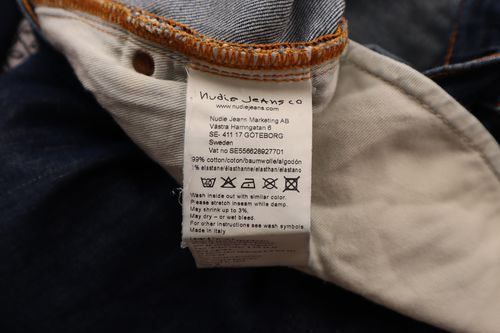 nudie Jeans co
www.nudiejeans.com
Nudie Jeans Marketing AB
Västra Hamngatan 6
SE- 411 17 GÖTEBORG
Sweden
Vat no SE556628927701
99% cotton/coton/baumwolle/algodón
1% elastane/élasthanne/elasthan/elastano
Wash inside out with similar color.
Please stretch inseam while damp.
May shrink up to 3%.
May dry – or wet bleed.
For other instructions see wash symbols.
Made in Italy